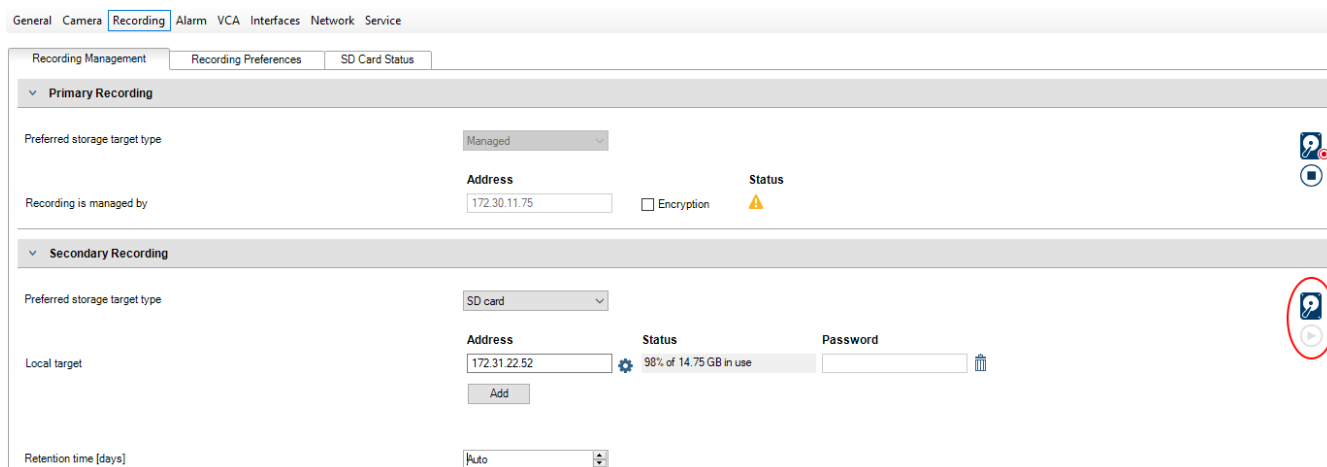 General Camera Recording Alarm VCA Interfaces Network Service
Recording Management Recording Preferences SD Card Status
Primary Recording
Preferred storage target type Managed
Address Status
Recording is managed by 172.30.11.75 Encryption
Secondary Recording
Preferred storage target type SD card
Address Status Password
Local target 172.31.22.52 98% of 14.75 GB in use
Add
Retention time [days] Auto